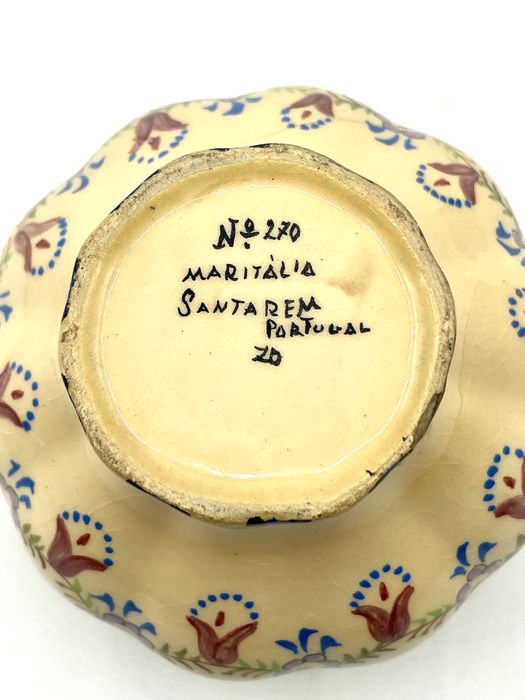 Nº 270
MARITÁLIA
SANTAREM
PORTUGAL
ZD